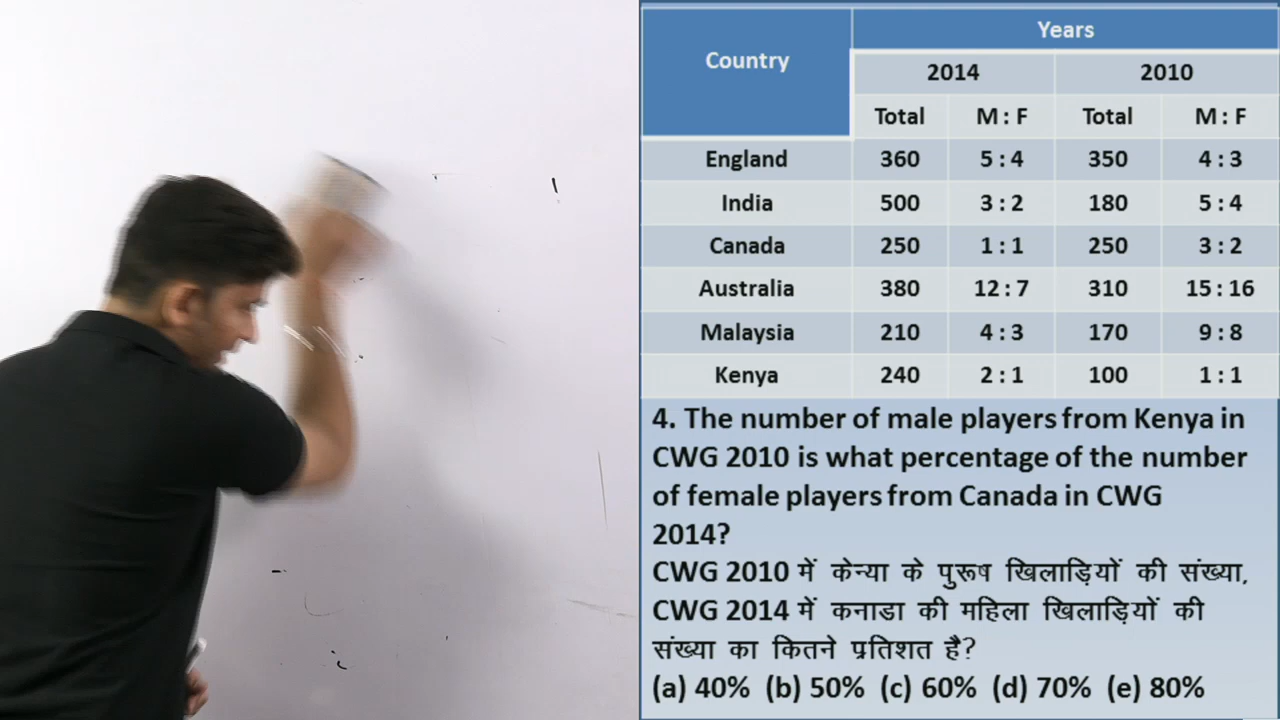 Country Years
2014 2010
Total M : F Total M : F
England 360 5 : 4 350 4 : 3
India 500 3 : 2 180 5 : 4
Canada 250 1 : 1 250 3 : 2
Australia 380 12 : 7 310 15 : 16
Malaysia 210 4 : 3 170 9 : 8
Kenya 240 2 : 1 100 1 : 1
4. The number of male players from Kenya in
CWG 2010 is what percentage of the number
of female players from Canada in CWG
2014?
CWG 2010 में केन्या के पुरूष खिलाड़ियों की संख्या,
CWG 2014 में कनाडा की महिला खिलाड़ियों की
संख्या का कितने प्रतिशत है?
(a) 40% (b) 50% (c) 60% (d) 70% (e) 80%